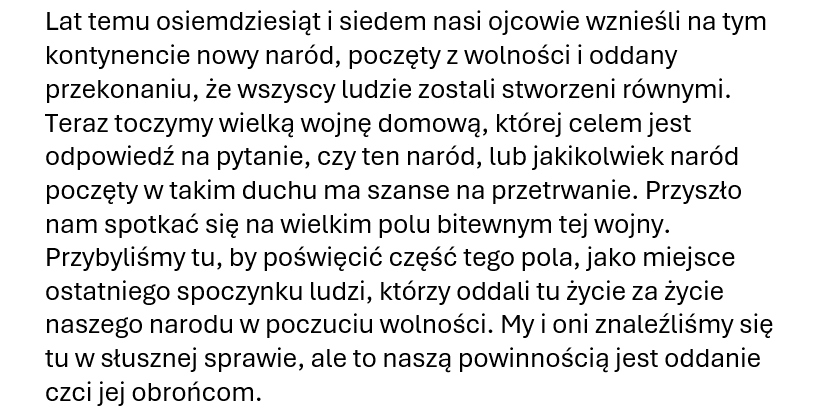 Lat temu osiemdziesiąt i siedem nasi ojcowie wznieśli na tym
kontynencie nowy naród, poczęty z wolności i oddany
przekonaniu, że wszyscy ludzie zostali stworzeni równymi.
Teraz toczymy wielką wojnę domową, której celem jest
odpowiedź na pytanie, czy ten naród, lub jakikolwiek naród
poczęty w takim duchu ma szanse na przetrwanie. Przyszło
nam spotkać się na wielkim polu bitewnym tej wojny.
Przybyliśmy tu, by poświęcić część tego pola, jako miejsce
ostatniego spoczynku ludzi, którzy oddali tu życie za życie
naszego narodu w poczuciu wolności. My i oni znaleźliśmy się
tu w słusznej sprawie, ale to naszą powinnością jest oddanie
czci jej obrońcom.